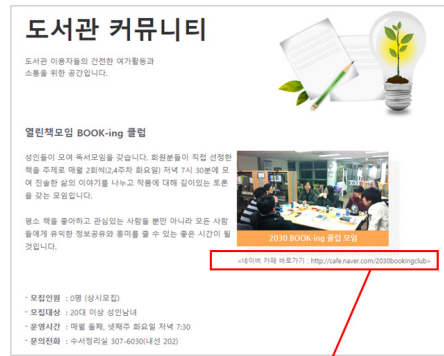 도서관 커뮤니티
도서관 이용자들의 건전한 여가활동과
소통을 위한 공간입니다.
열린책모임 BOOK-ing 클럽
성인들이 모여 독서모임을 갖습니다. 회원분들이 직접 선정한
책을 주제로 매월 2회씩(2,4주차 화요일) 저녁 7시 30분에 모
여 진솔한 삶의 이야기를 나누고 작품에 대해 깊이있는 토론
을 갖는 모임입니다.
평소 책을 좋아하고 관심있는 사람들 뿐만 아니라 모든 사람
들에게 유익한 정보공유와 흥미를 줄 수 있는 좋은 시간이 될
것입니다.
2030 BOOK-ing 클럽 모임
<네이버 카페 바로가기 : http://cafe.naver.com/2030bookingclub>
· 모집인원 : 0명 (상시모집)
· 모집대상 : 20대 이상 성인남녀
· 운영시간 : 매월 둘째, 넷째주 화요일 저녁 7:30
· 문의전화 : 수서정리실 307-6030(내선 202)